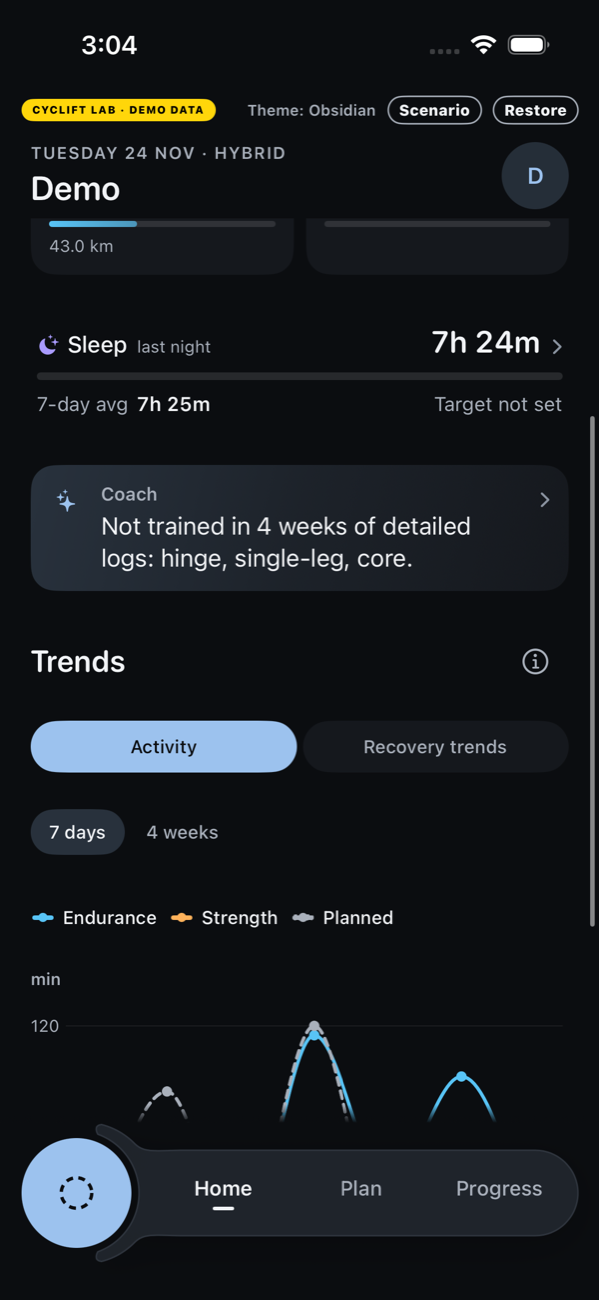 3:04
CYCLIFT LAB · DEMO DATA
Theme: Obsidian
Scenario
Restore
TUESDAY 24 NOV · HYBRID
Demo
D
43.0 km
Sleep last night
7h 24m
7-day avg 7h 25m
Target not set
Coach
Not trained in 4 weeks of detailed
logs: hinge, single-leg, core.
Trends
Activity
Recovery trends
7 days
4 weeks
Endurance
Strength
Planned
min
120
Home
Plan
Progress